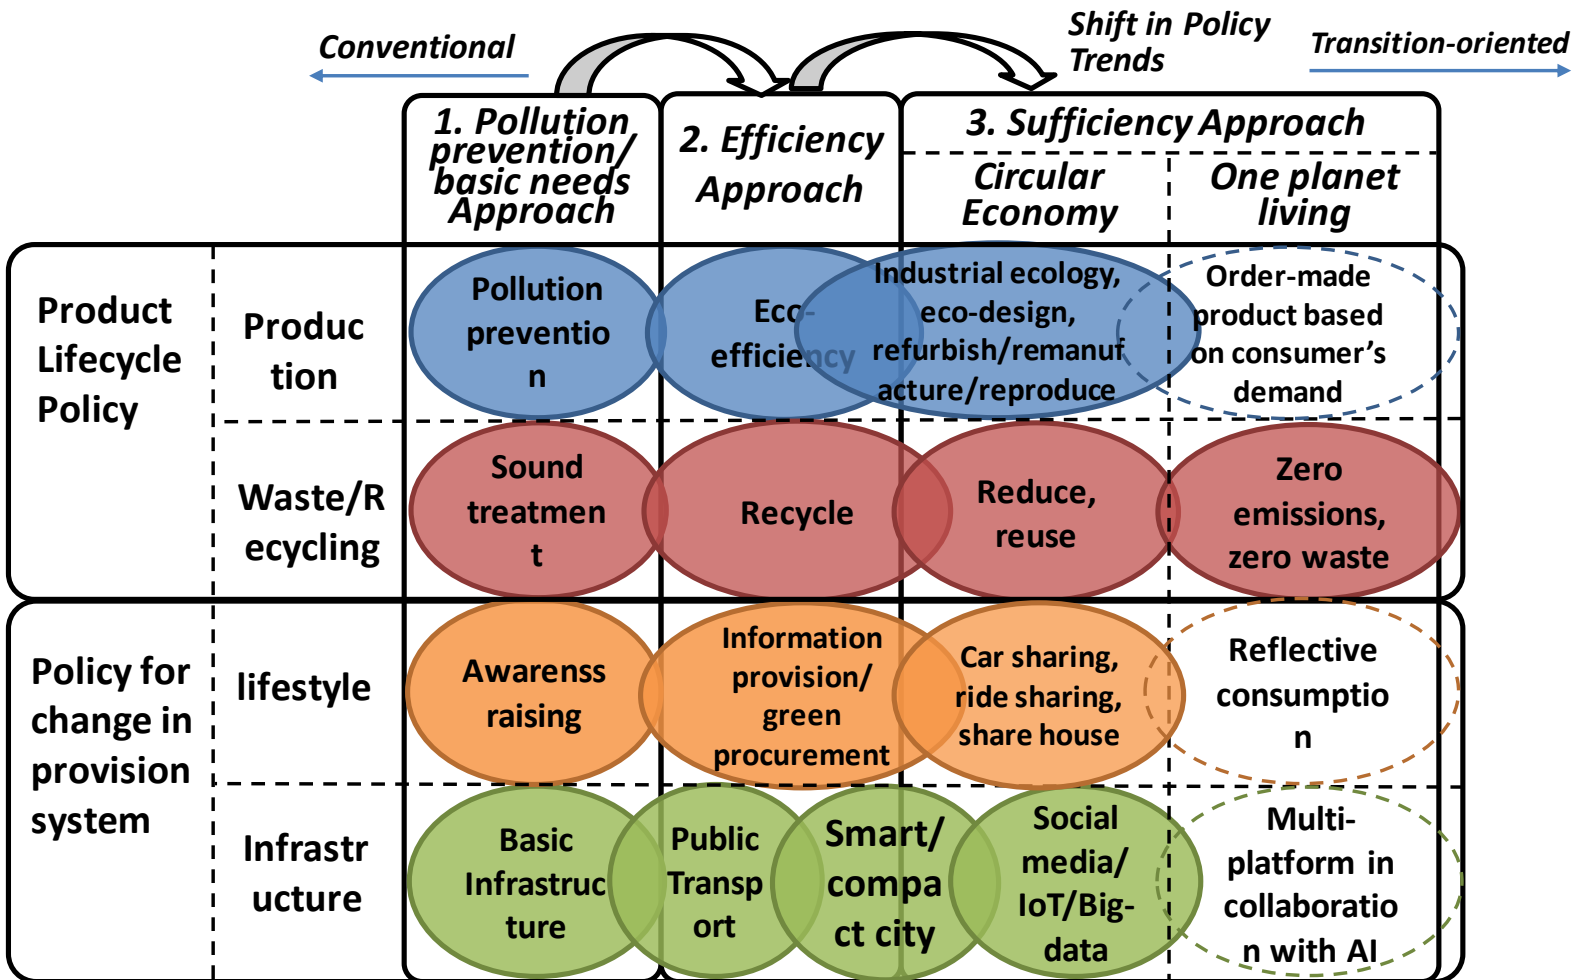 Conventional
Shift in Policy
Trends
Transition-oriented
1. Pollution
prevention/
basic needs
Approach
2. Efficiency
Approach
3. Sufficiency Approach
Circular
Economy
One planet
living
Product
Lifecycle
Policy
Produc
tion
Pollution
preventio
n
Eco-
efficiency
Industrial ecology,
eco-design,
refurbish/remanuf
acture/reproduce
Order-made
product based
on consumer's
demand
Waste/R
ecycling
Sound
treatmen
t
Recycle
Reduce,
reuse
Zero
emissions,
zero waste
Policy for
change in
provision
system
lifestyle
Awarenss
raising
Information
provision/
green
procurement
Car sharing,
ride sharing,
share house
Reflective
consumptio
n
Infrastr
ucture
Basic
Infrastruc
ture
Public
Transp
ort
Smart/
compa
ct city
Social
media/
IoT/Big-
data
Multi-
platform in
collaboratio
n with AI